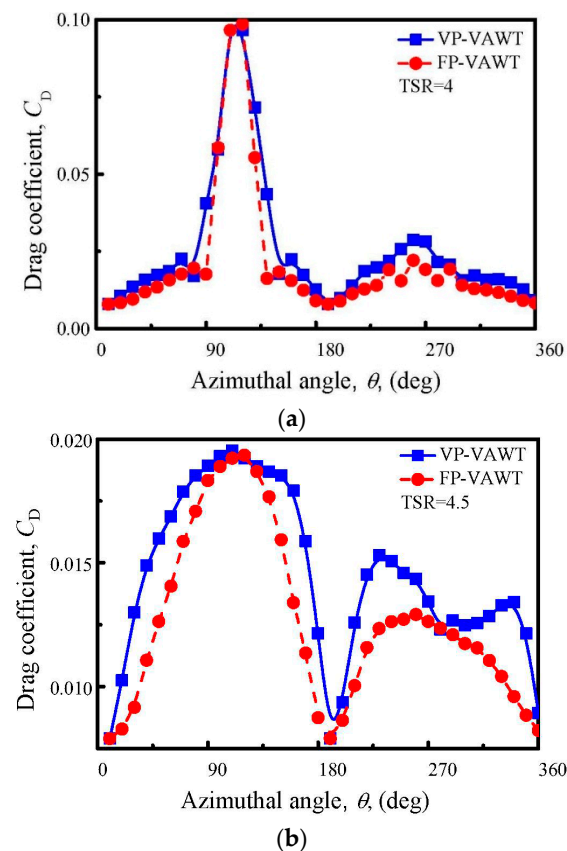 (a)
0.10
VP-VAWT
FP-VAWT
TSR=4
0.05
0.00
Drag coefficient, C_D
0 90 180 270 360
Azimuthal angle, θ, (deg)
(a)
0.020
VP-VAWT
FP-VAWT
TSR=4.5
0.015
0.010
Drag coefficient, C_D
0 90 180 270 360
Azimuthal angle, θ, (deg)
(b)